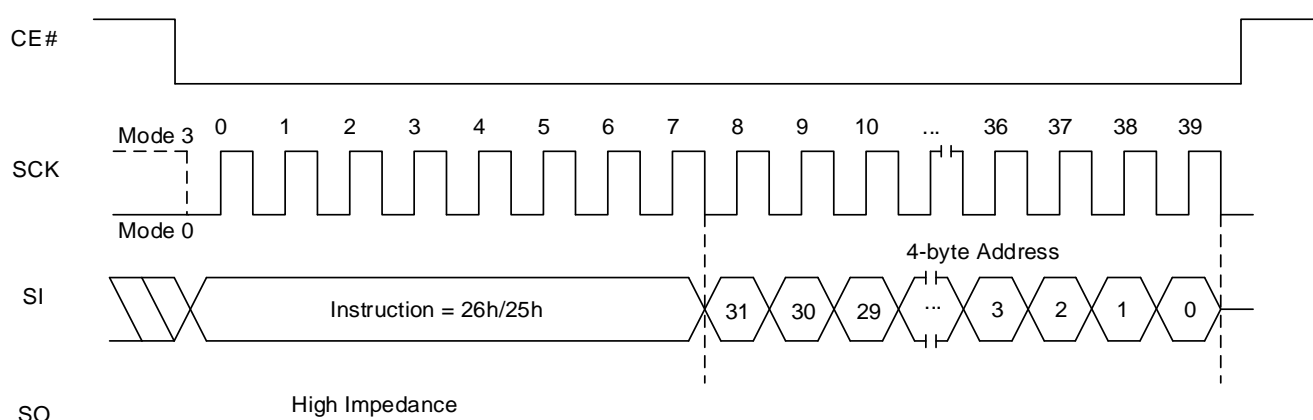 CE#
Mode 3 0 1 2 3 4 5 6 7 8 9 10 ... 36 37 38 39
SCK
Mode 0
4-byte Address
SI Instruction = 26h/25h 31 30 29 ... 3 2 1 0
High Impedance
SO